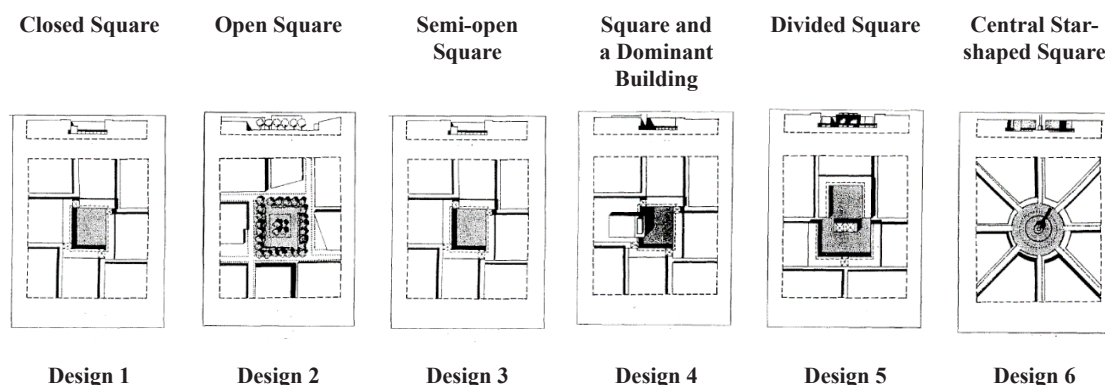 Closed Square
Open Square
Semi-open
Square
Square and
a Dominant
Building
Divided Square
Central Star-
shaped Square
Design 1
Design 2
Design 3
Design 4
Design 5
Design 6